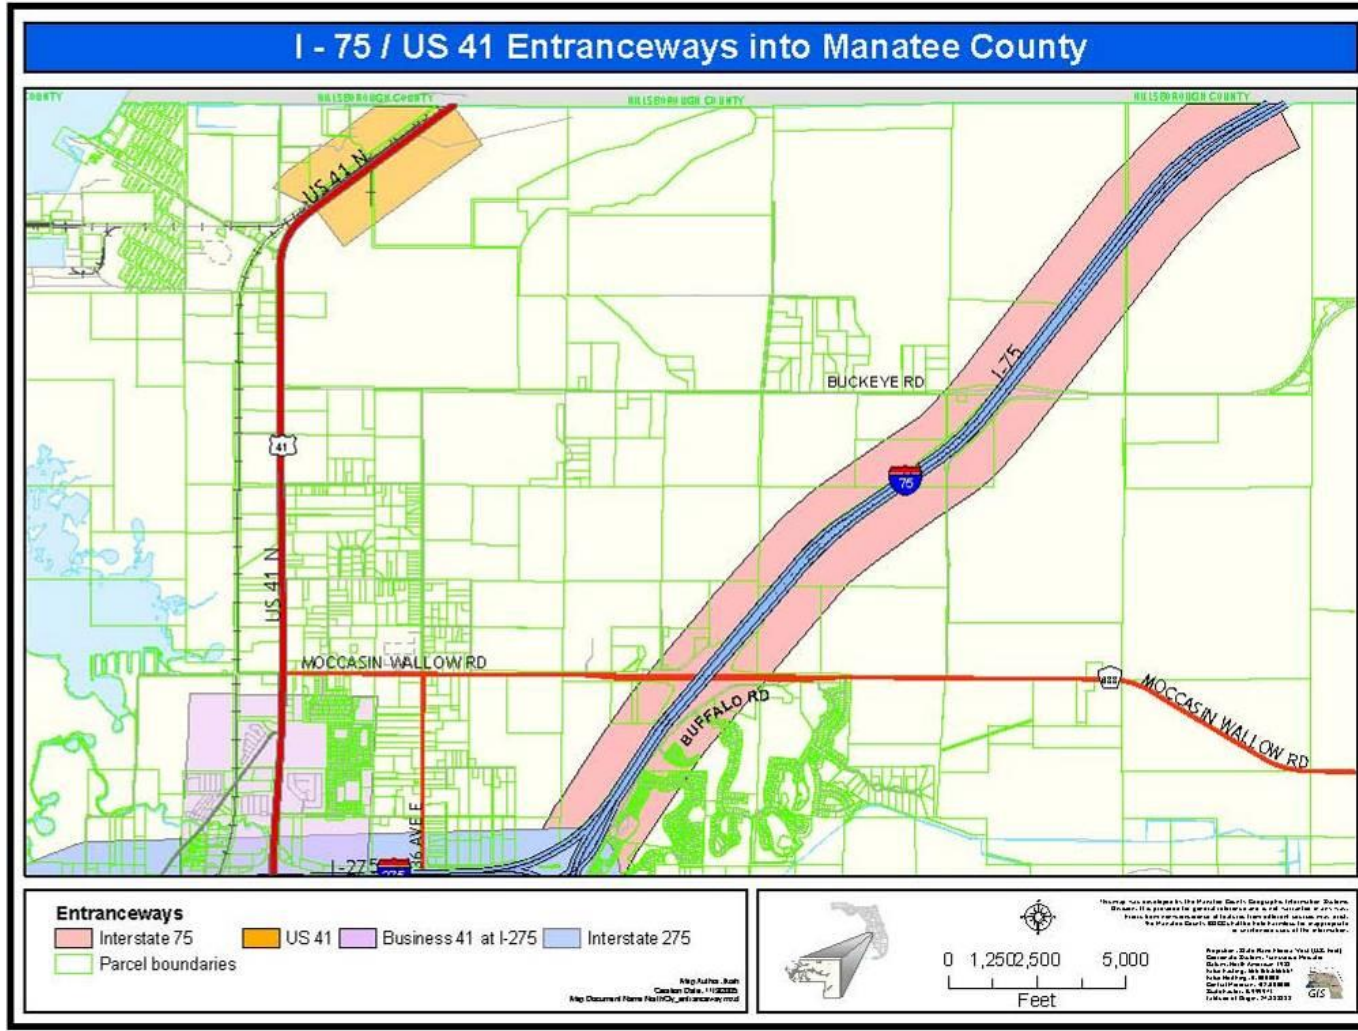 I - 75 / US 41 Entranceways into Manatee County
COUNTY
HILLSBOROUGH COUNTY
HILLSBOROUGH COUNTY
HILLSBOROUGH COUNTY
US 41 N
I-75
BUCKEYE RD
41
75
US 41 N
MOCCASIN WALLOW RD
BUFFALO RD
MOCCASIN WALLOW RD
36 AVE E
I-275
275
Entranceways
Interstate 75
US 41
Business 41 at I-275
Interstate 275
Parcel boundaries
0 1,250 2,500 5,000
Feet
GIS